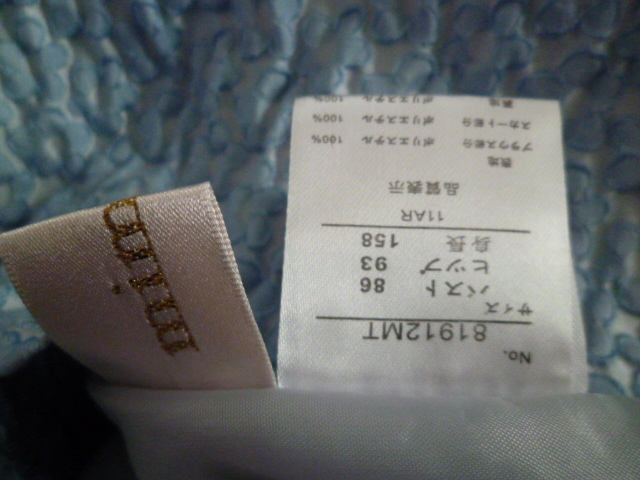 No.
81912MT
サイズ
バスト 86
ヒップ 93
身長 158
11AR
品質表示
表地
ブラウス部分 ポリエステル 100%
スカート部分 ポリエステル 100%
裏地 ポリエステル 100%